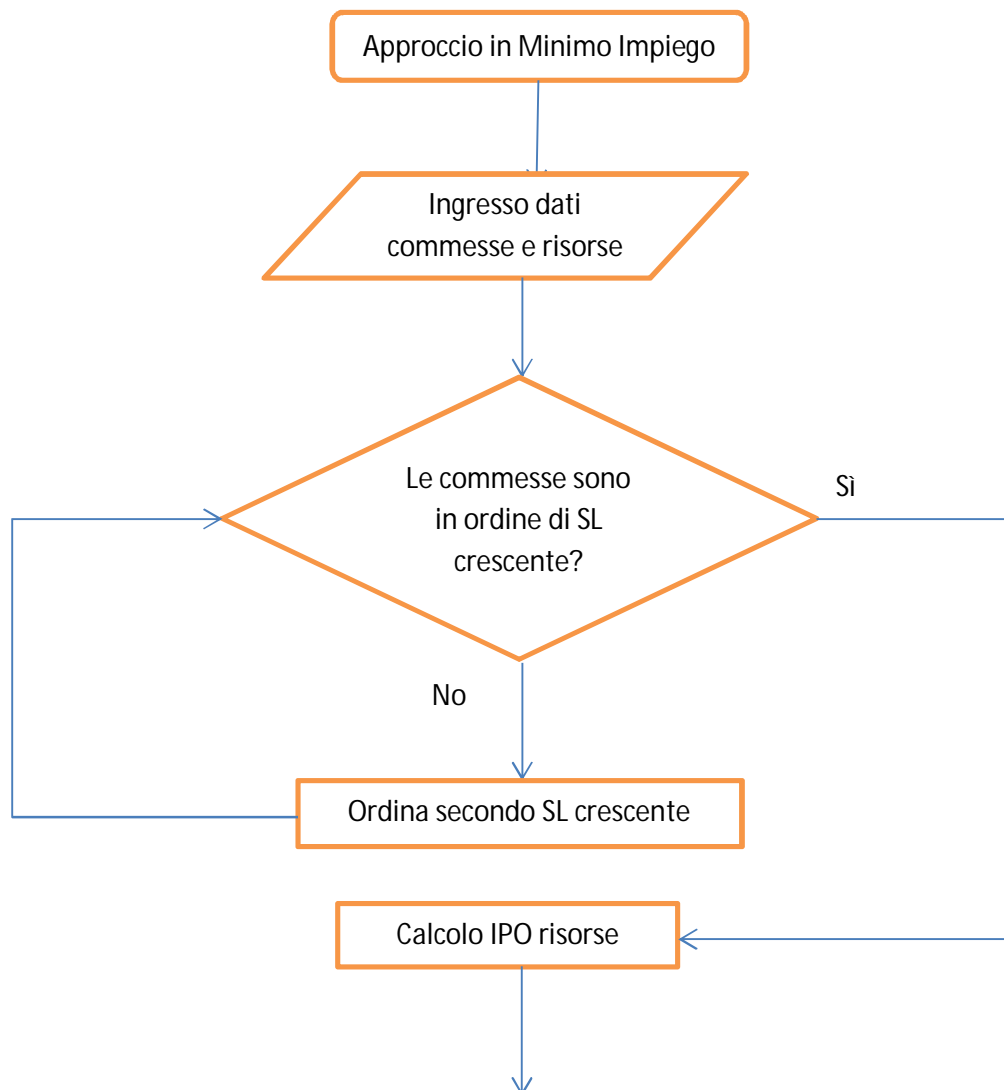 Approccio in Minimo Impiego
Ingresso dati
commesse e risorse
Le commesse sono
in ordine di SL
crescente?
Sì
No
Ordina secondo SL crescente
Calcolo IPO risorse